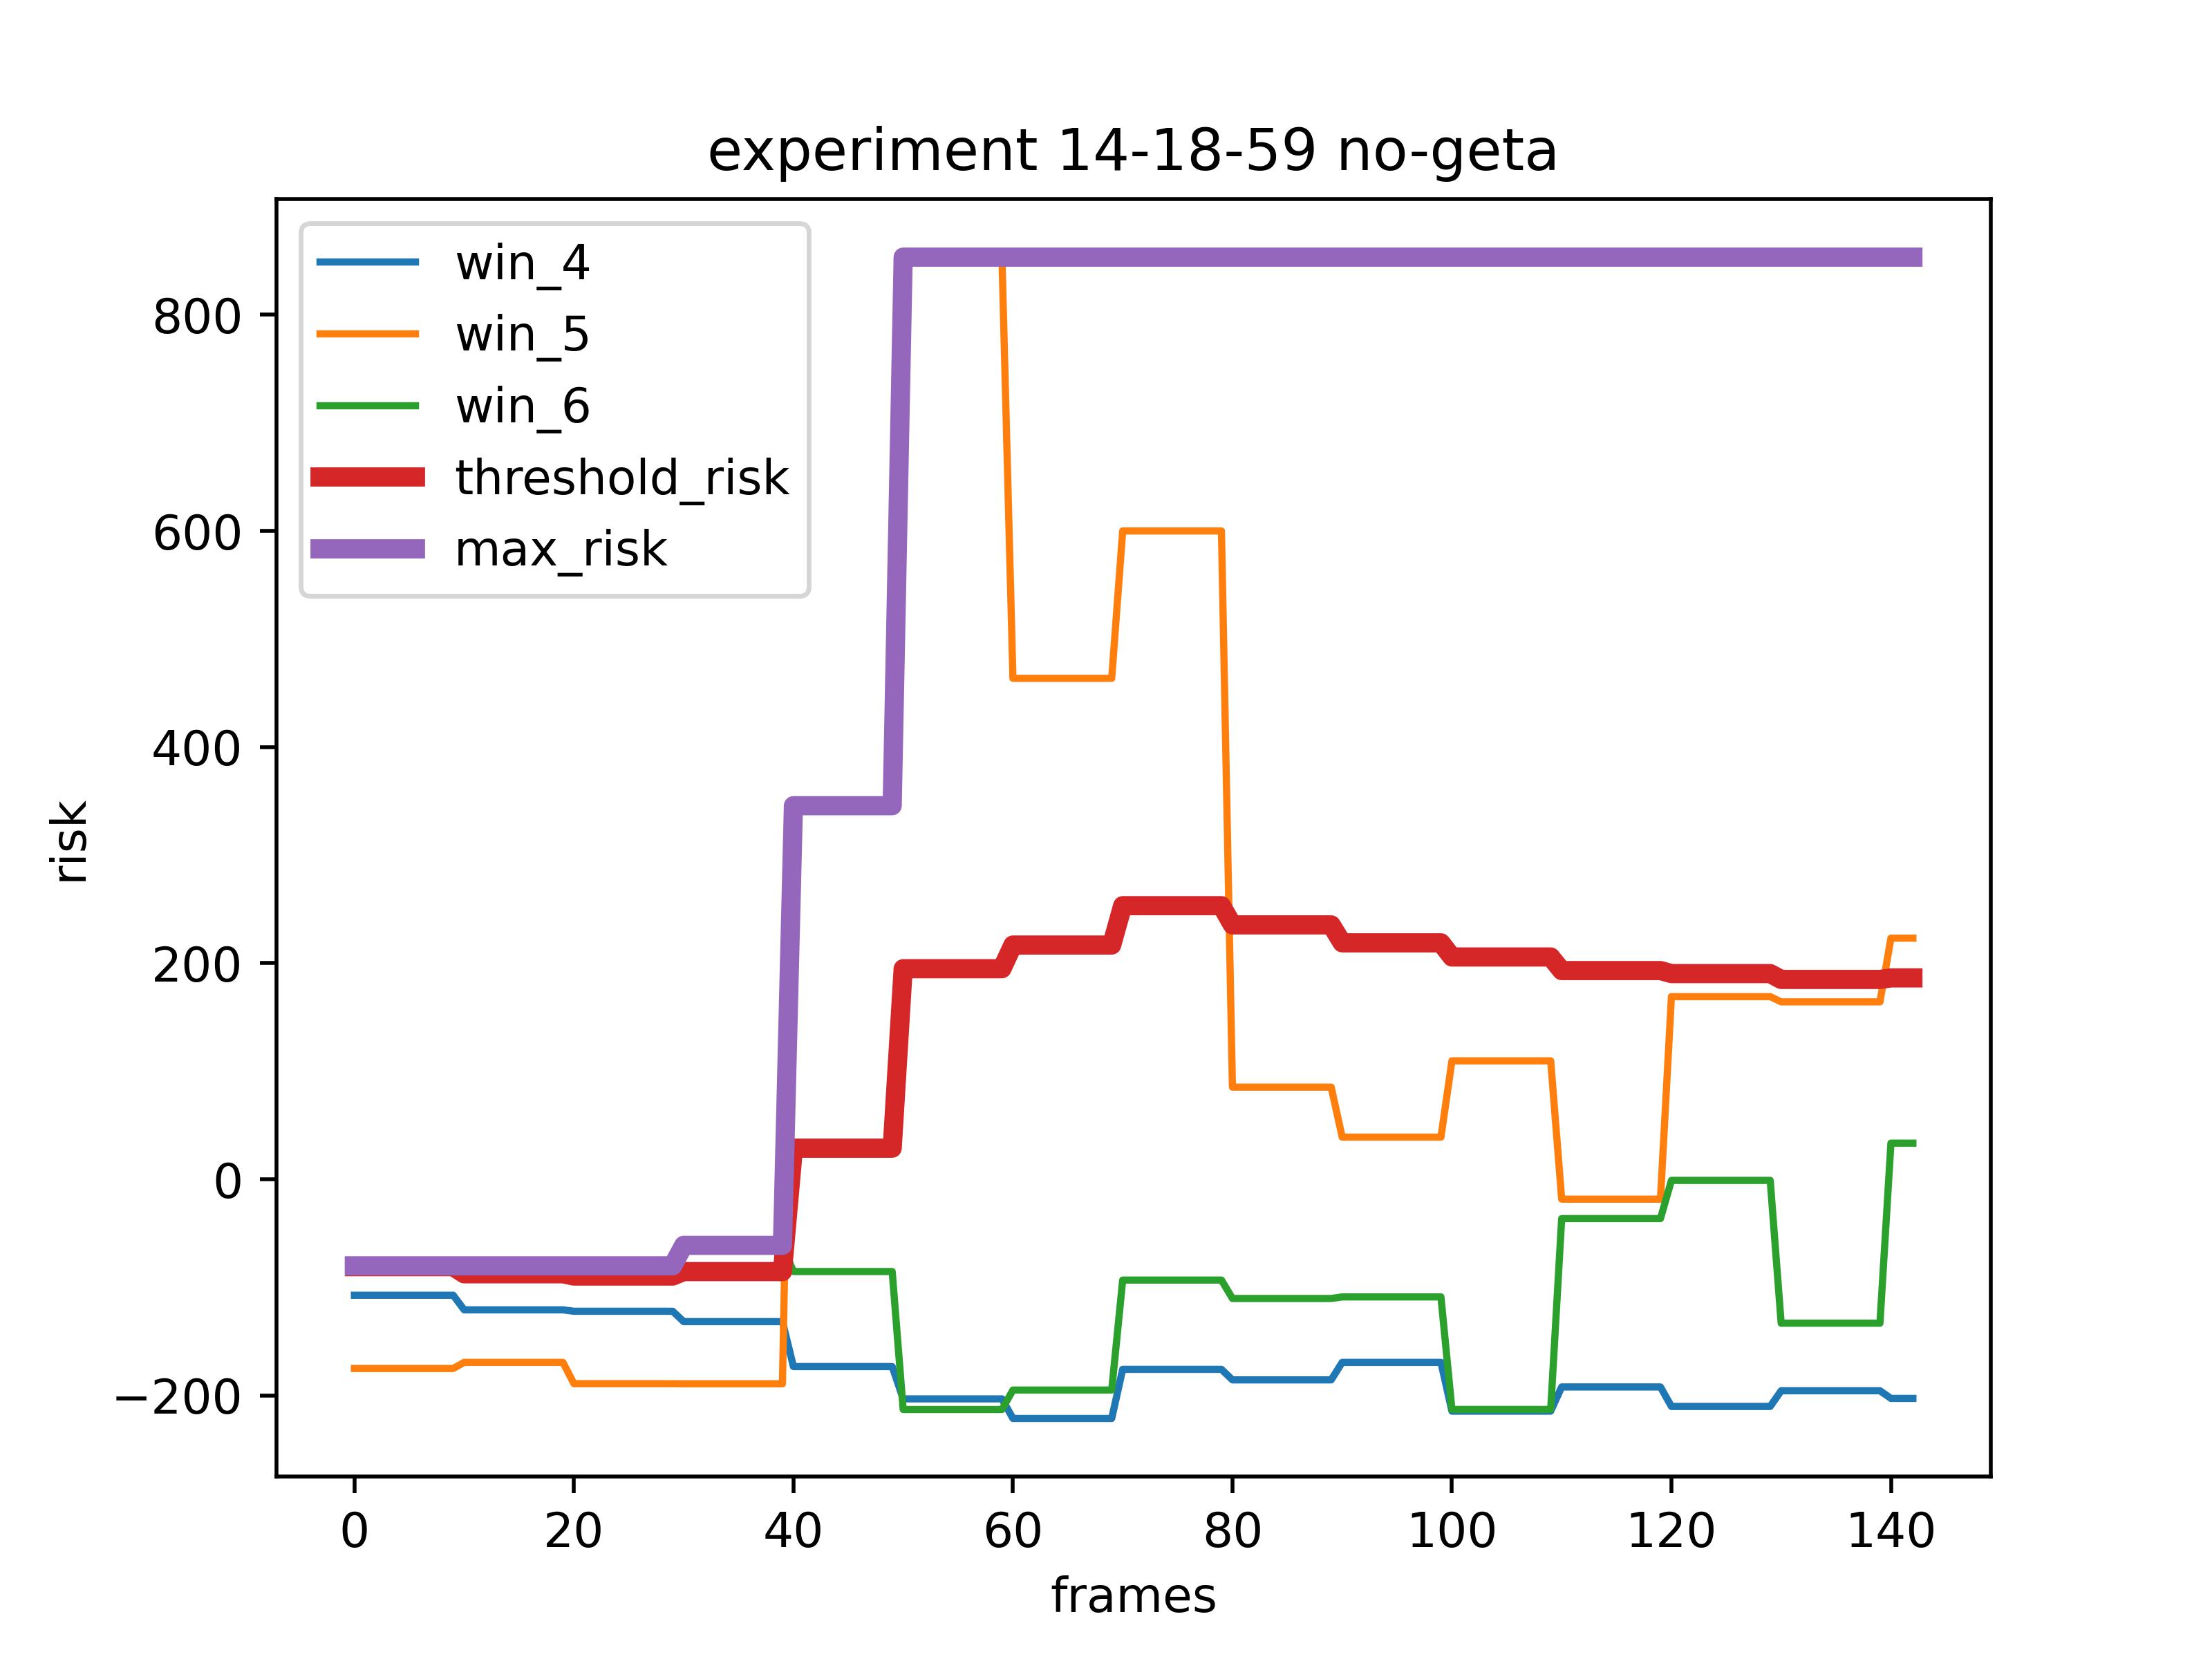 experiment 14-18-59 no-geta
win_4
win_5
win_6
threshold_risk
max_risk
800
600
400
200
0
−200
risk
0 20 40 60 80 100 120 140
frames